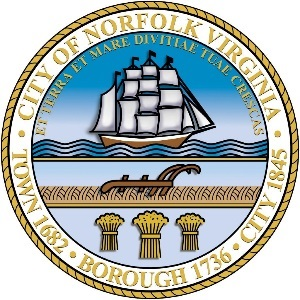 CITY OF NORFOLK VIRGINIA
ET TERRA ET MARE DIVITIAE TUAE CRESCAS
TOWN 1682 • BOROUGH 1736 • CITY 1845